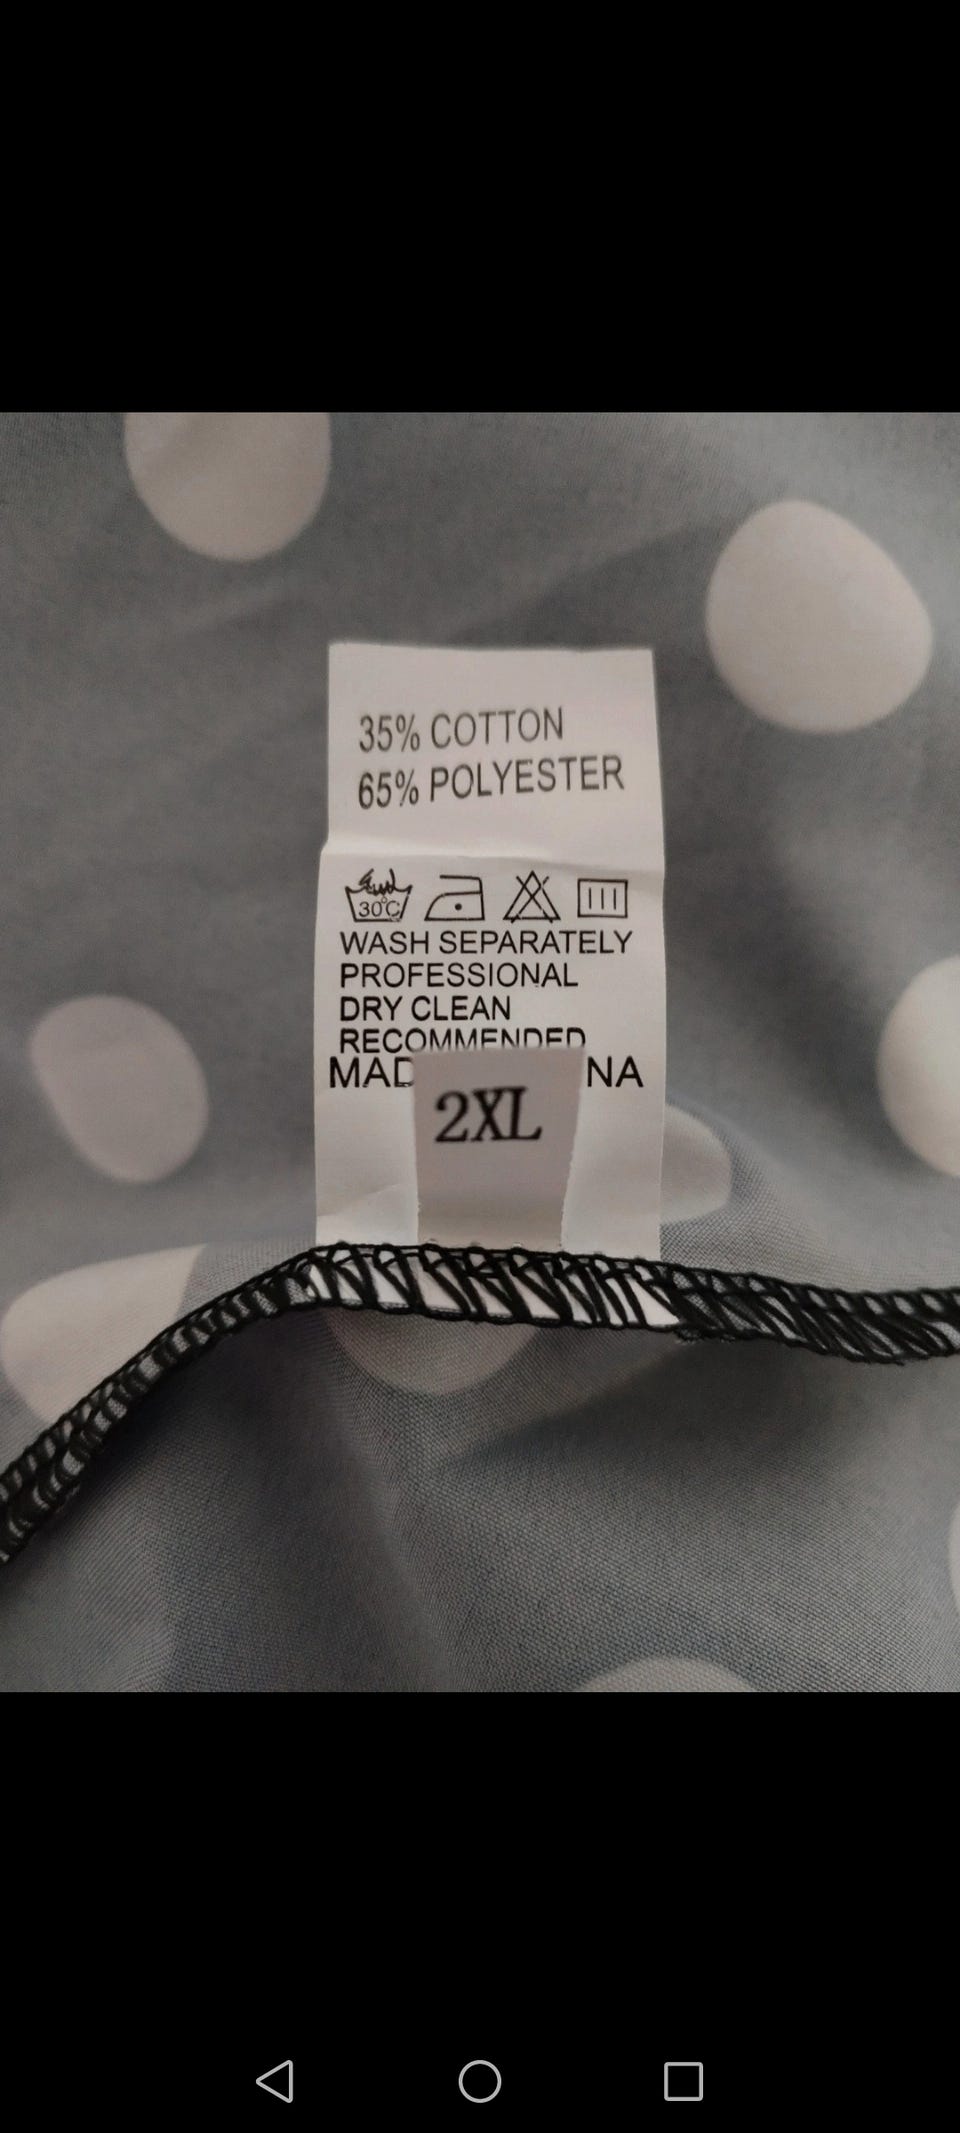 35% COTTON
65% POLYESTER
30°C
WASH SEPARATELY
PROFESSIONAL
DRY CLEAN
RECOMMENDED
MAD NA
2XL